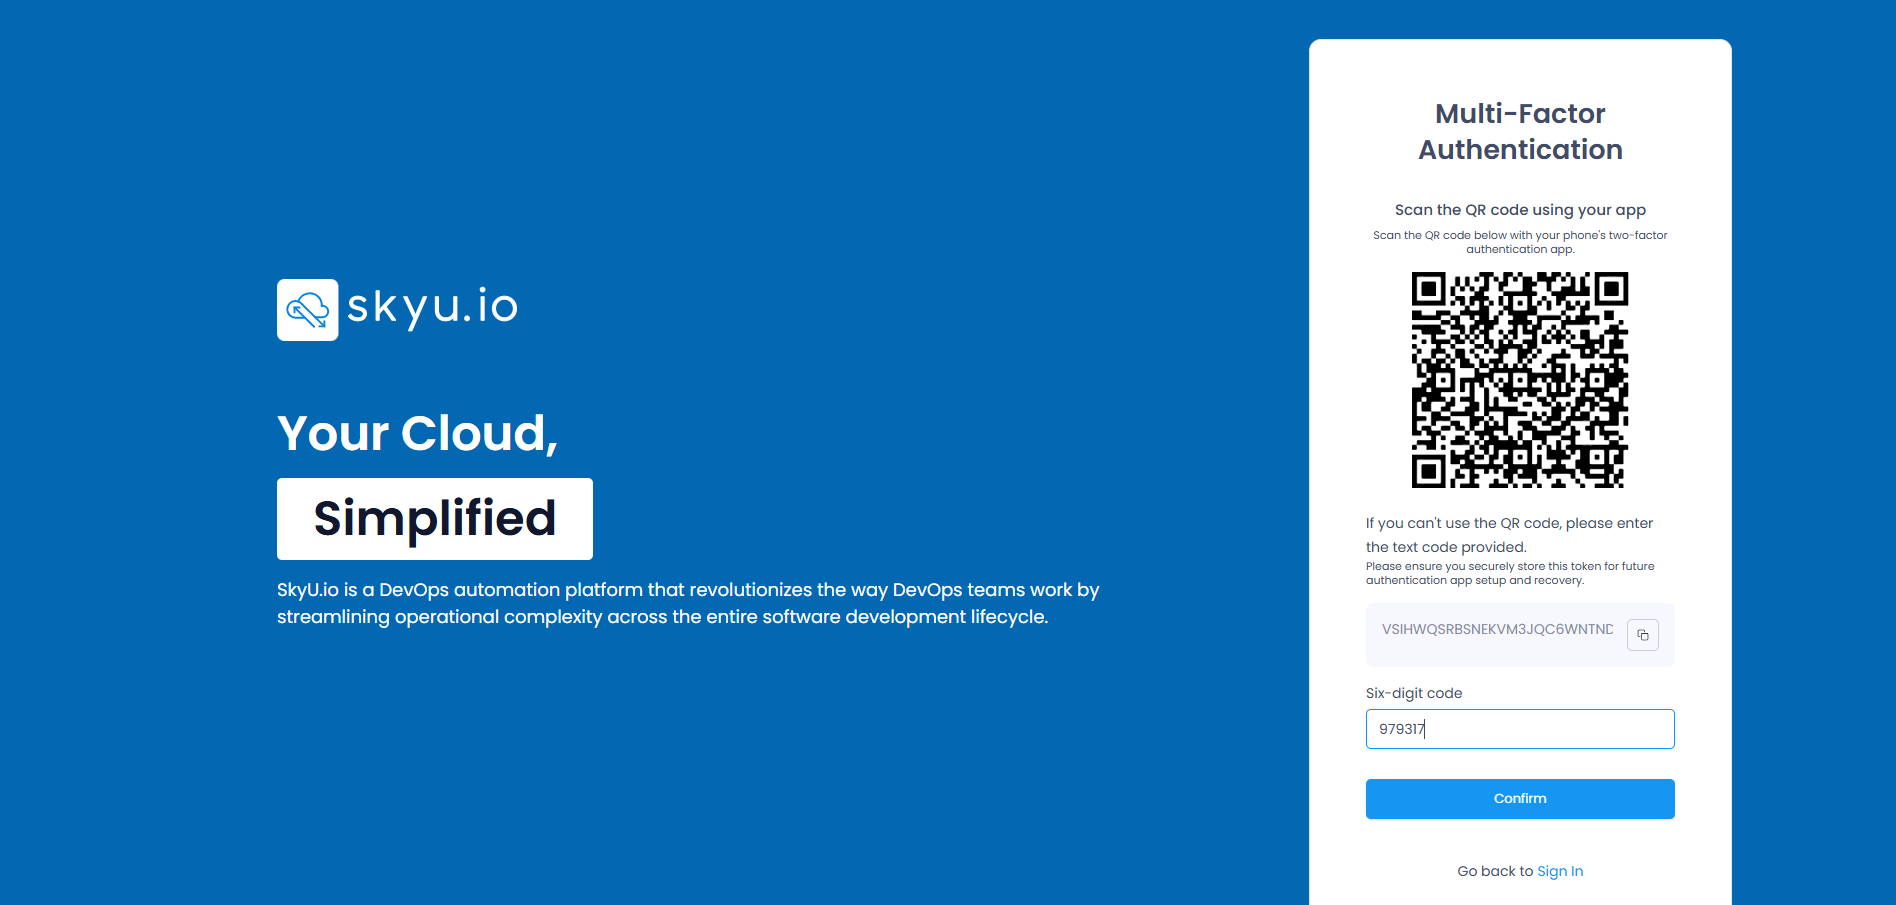 skyu.io
Your Cloud,
Simplified
SkyU.io is a DevOps automation platform that revolutionizes the way DevOps teams work by
streamlining operational complexity across the entire software development lifecycle.
Multi-Factor
Authentication
Scan the QR code using your app
Scan the QR code below with your phone's two-factor
authentication app.
If you can't use the QR code, please enter
the text code provided.
Please ensure you securely store this token for future
authentication app setup and recovery.
VSIHWQSRBSNEKVM3JQC6WNTND
Six-digit code
979317
Confirm
Go back to Sign In